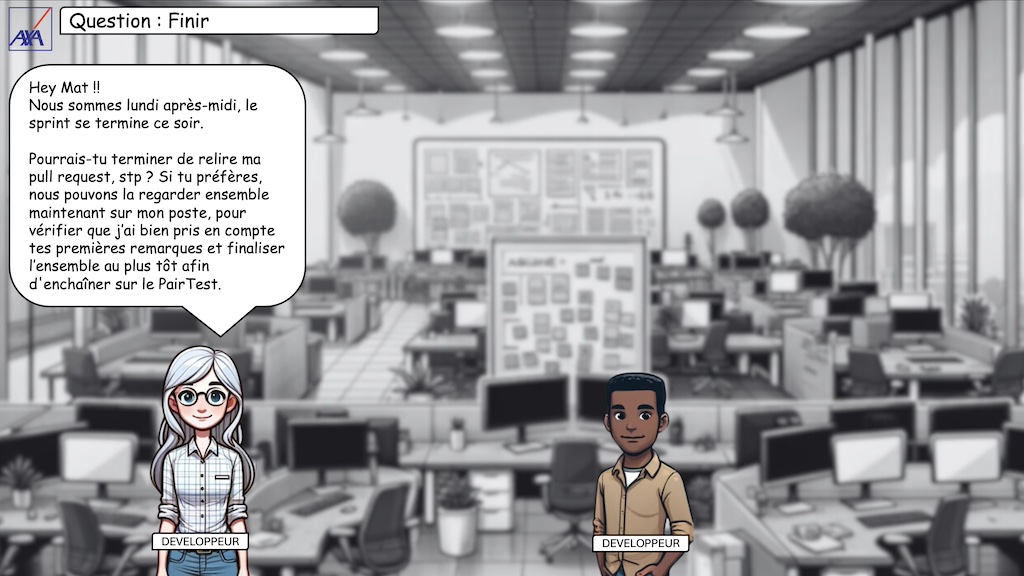 AXA
Question : Finir
Hey Mat !!
Nous sommes lundi après-midi, le
sprint se termine ce soir.
Pourrais-tu terminer de relire ma
pull request, stp ? Si tu préfères,
nous pouvons la regarder ensemble
maintenant sur mon poste, pour
vérifier que j'ai bien pris en compte
tes premières remarques et finaliser
l'ensemble au plus tôt afin
d'enchaîner sur le PairTest.
DEVELOPPEUR
DEVELOPPEUR